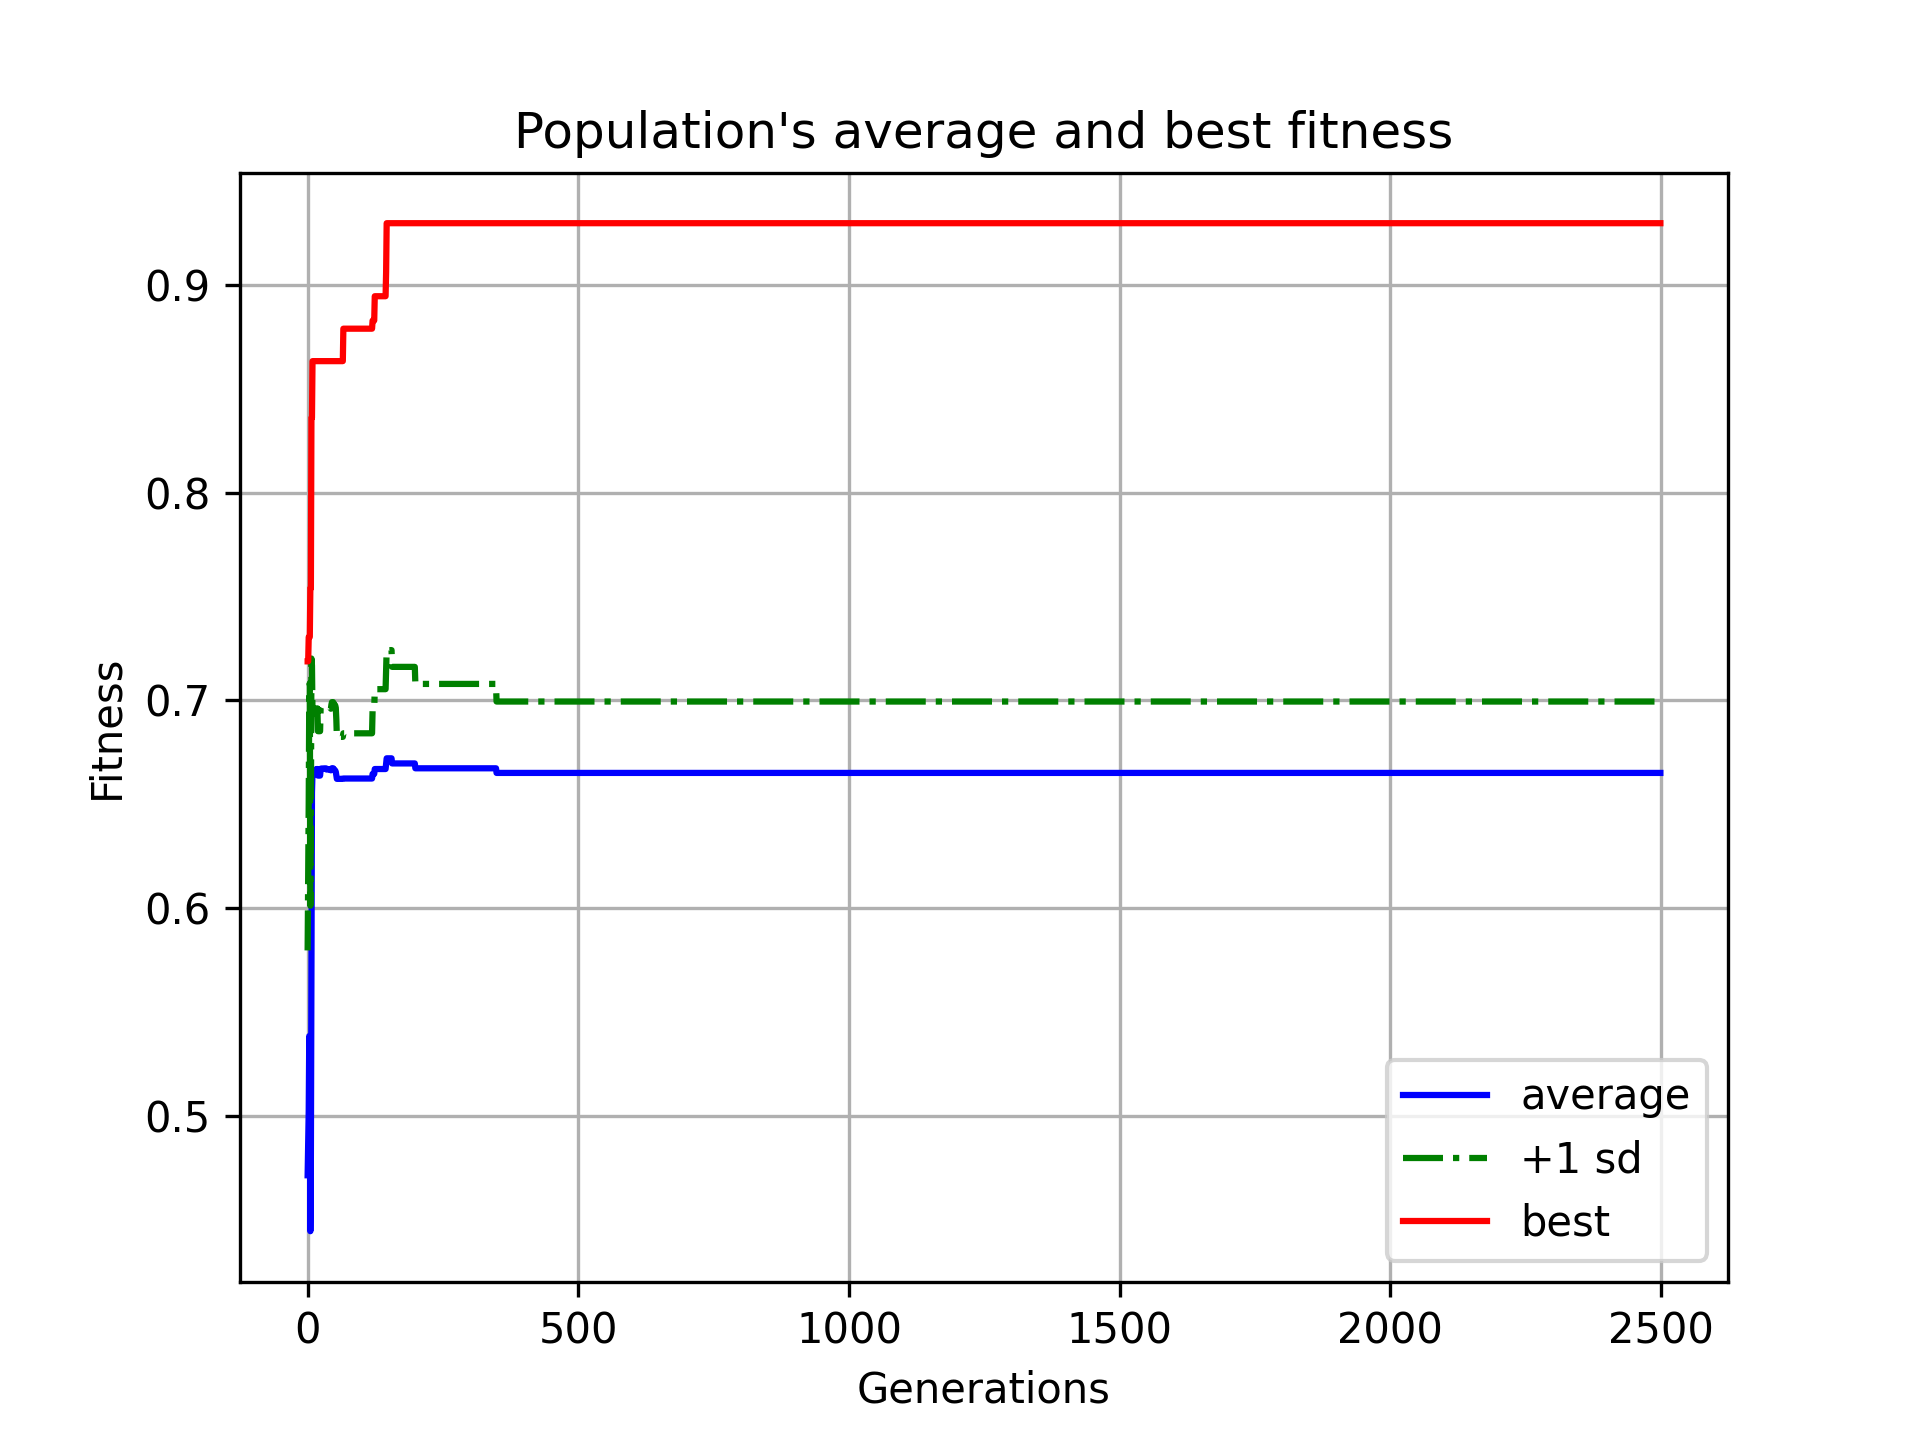 Population's average and best fitness
Fitness
0.9
0.8
0.7
0.6
0.5
0
500
1000
1500
2000
2500
Generations
average
+1 sd
best